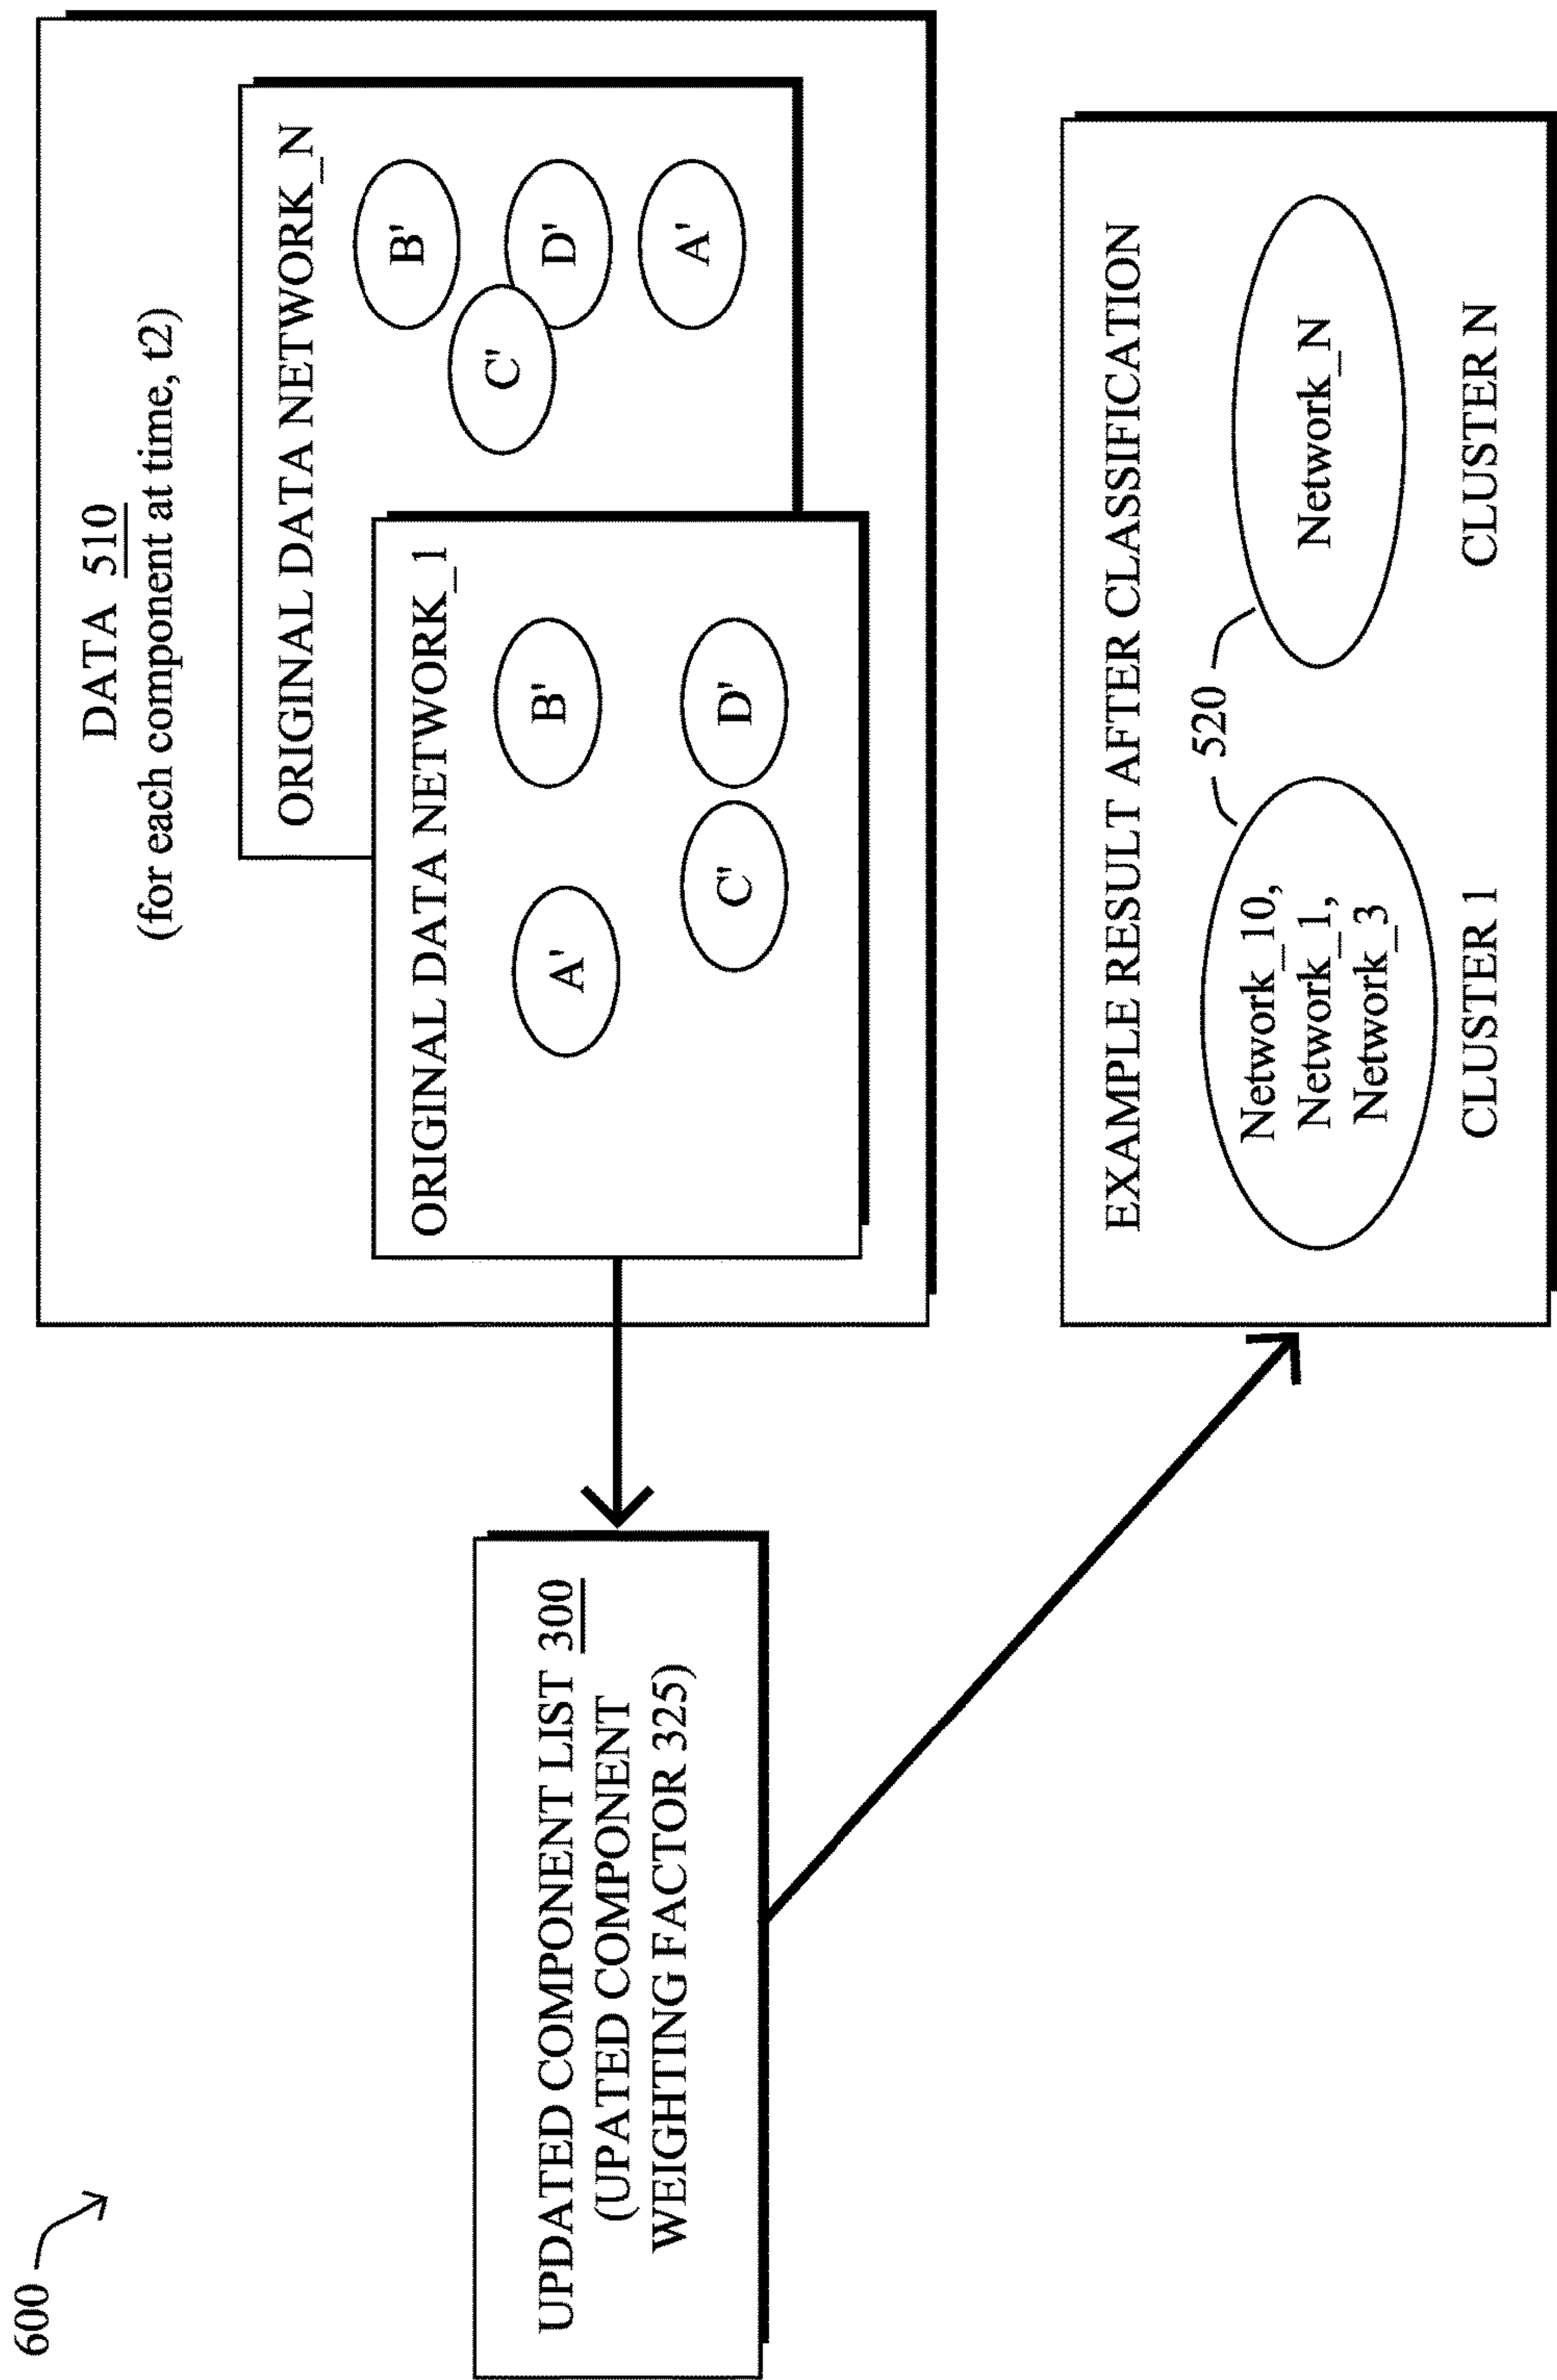 600
UPDATED COMPONENT LIST 300
(UPATED COMPONENT
WEIGHTING FACTOR 325)
DATA 510
(for each component at time, t2)
ORIGINAL DATA NETWORK_N
B'
C'
D'
A'
ORIGINAL DATA NETWORK_1
A'
B'
C'
D'
EXAMPLE RESULT AFTER CLASSIFICATION
520
Network_10,
Network_1,
Network_3
CLUSTER 1
Network_N
CLUSTER N